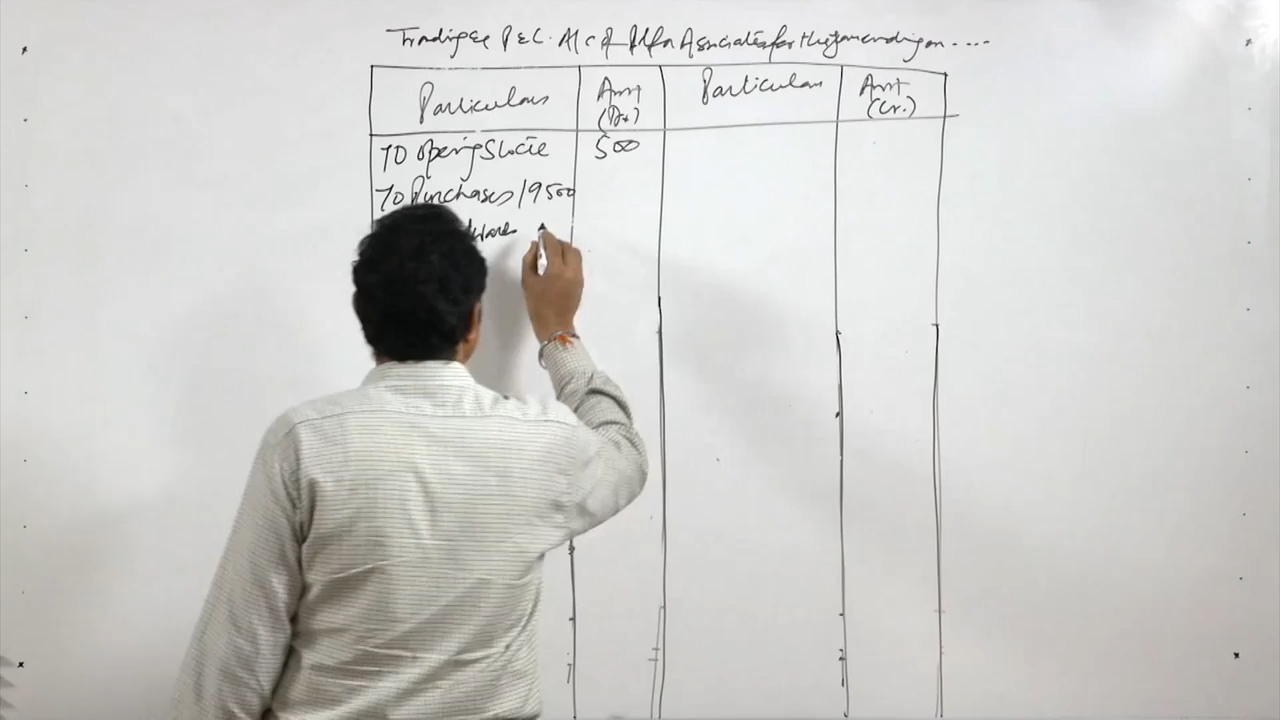 Trading & P & L A/c of Alfa Associates for the year ending on ....
Particulars Amt (Dr.) Particulars Amt (Cr.)
To Opening Stock 500
To Purchases 19500